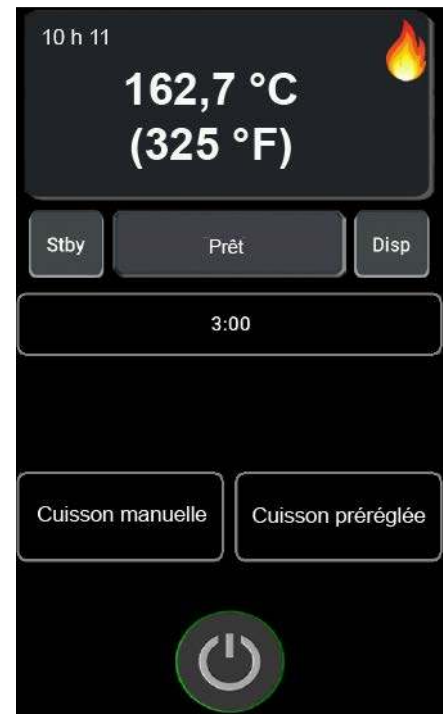 10 h 11
162,7 °C
(325 °F)
Stby
Prêt
Disp
3:00
Cuisson manuelle
Cuisson préréglée